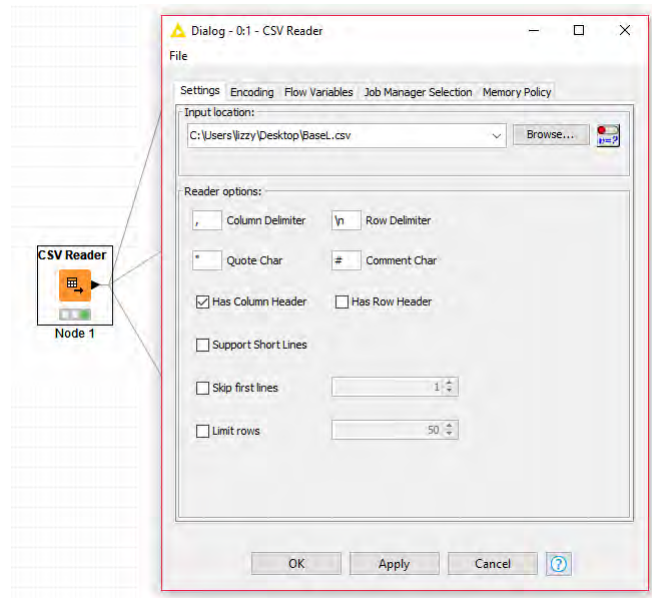 Dialog - 0:1 - CSV Reader
File
Settings Encoding Flow Variables Job Manager Selection Memory Policy
Input location:
C:\Users\lizzy\Desktop\BaseL.csv
Browse...
v=?
Reader options:
, Column Delimiter \n Row Delimiter
" Quote Char # Comment Char
Has Column Header Has Row Header
Support Short Lines
Skip first lines 1
Limit rows 50
OK Apply Cancel ?
CSV Reader
Node 1